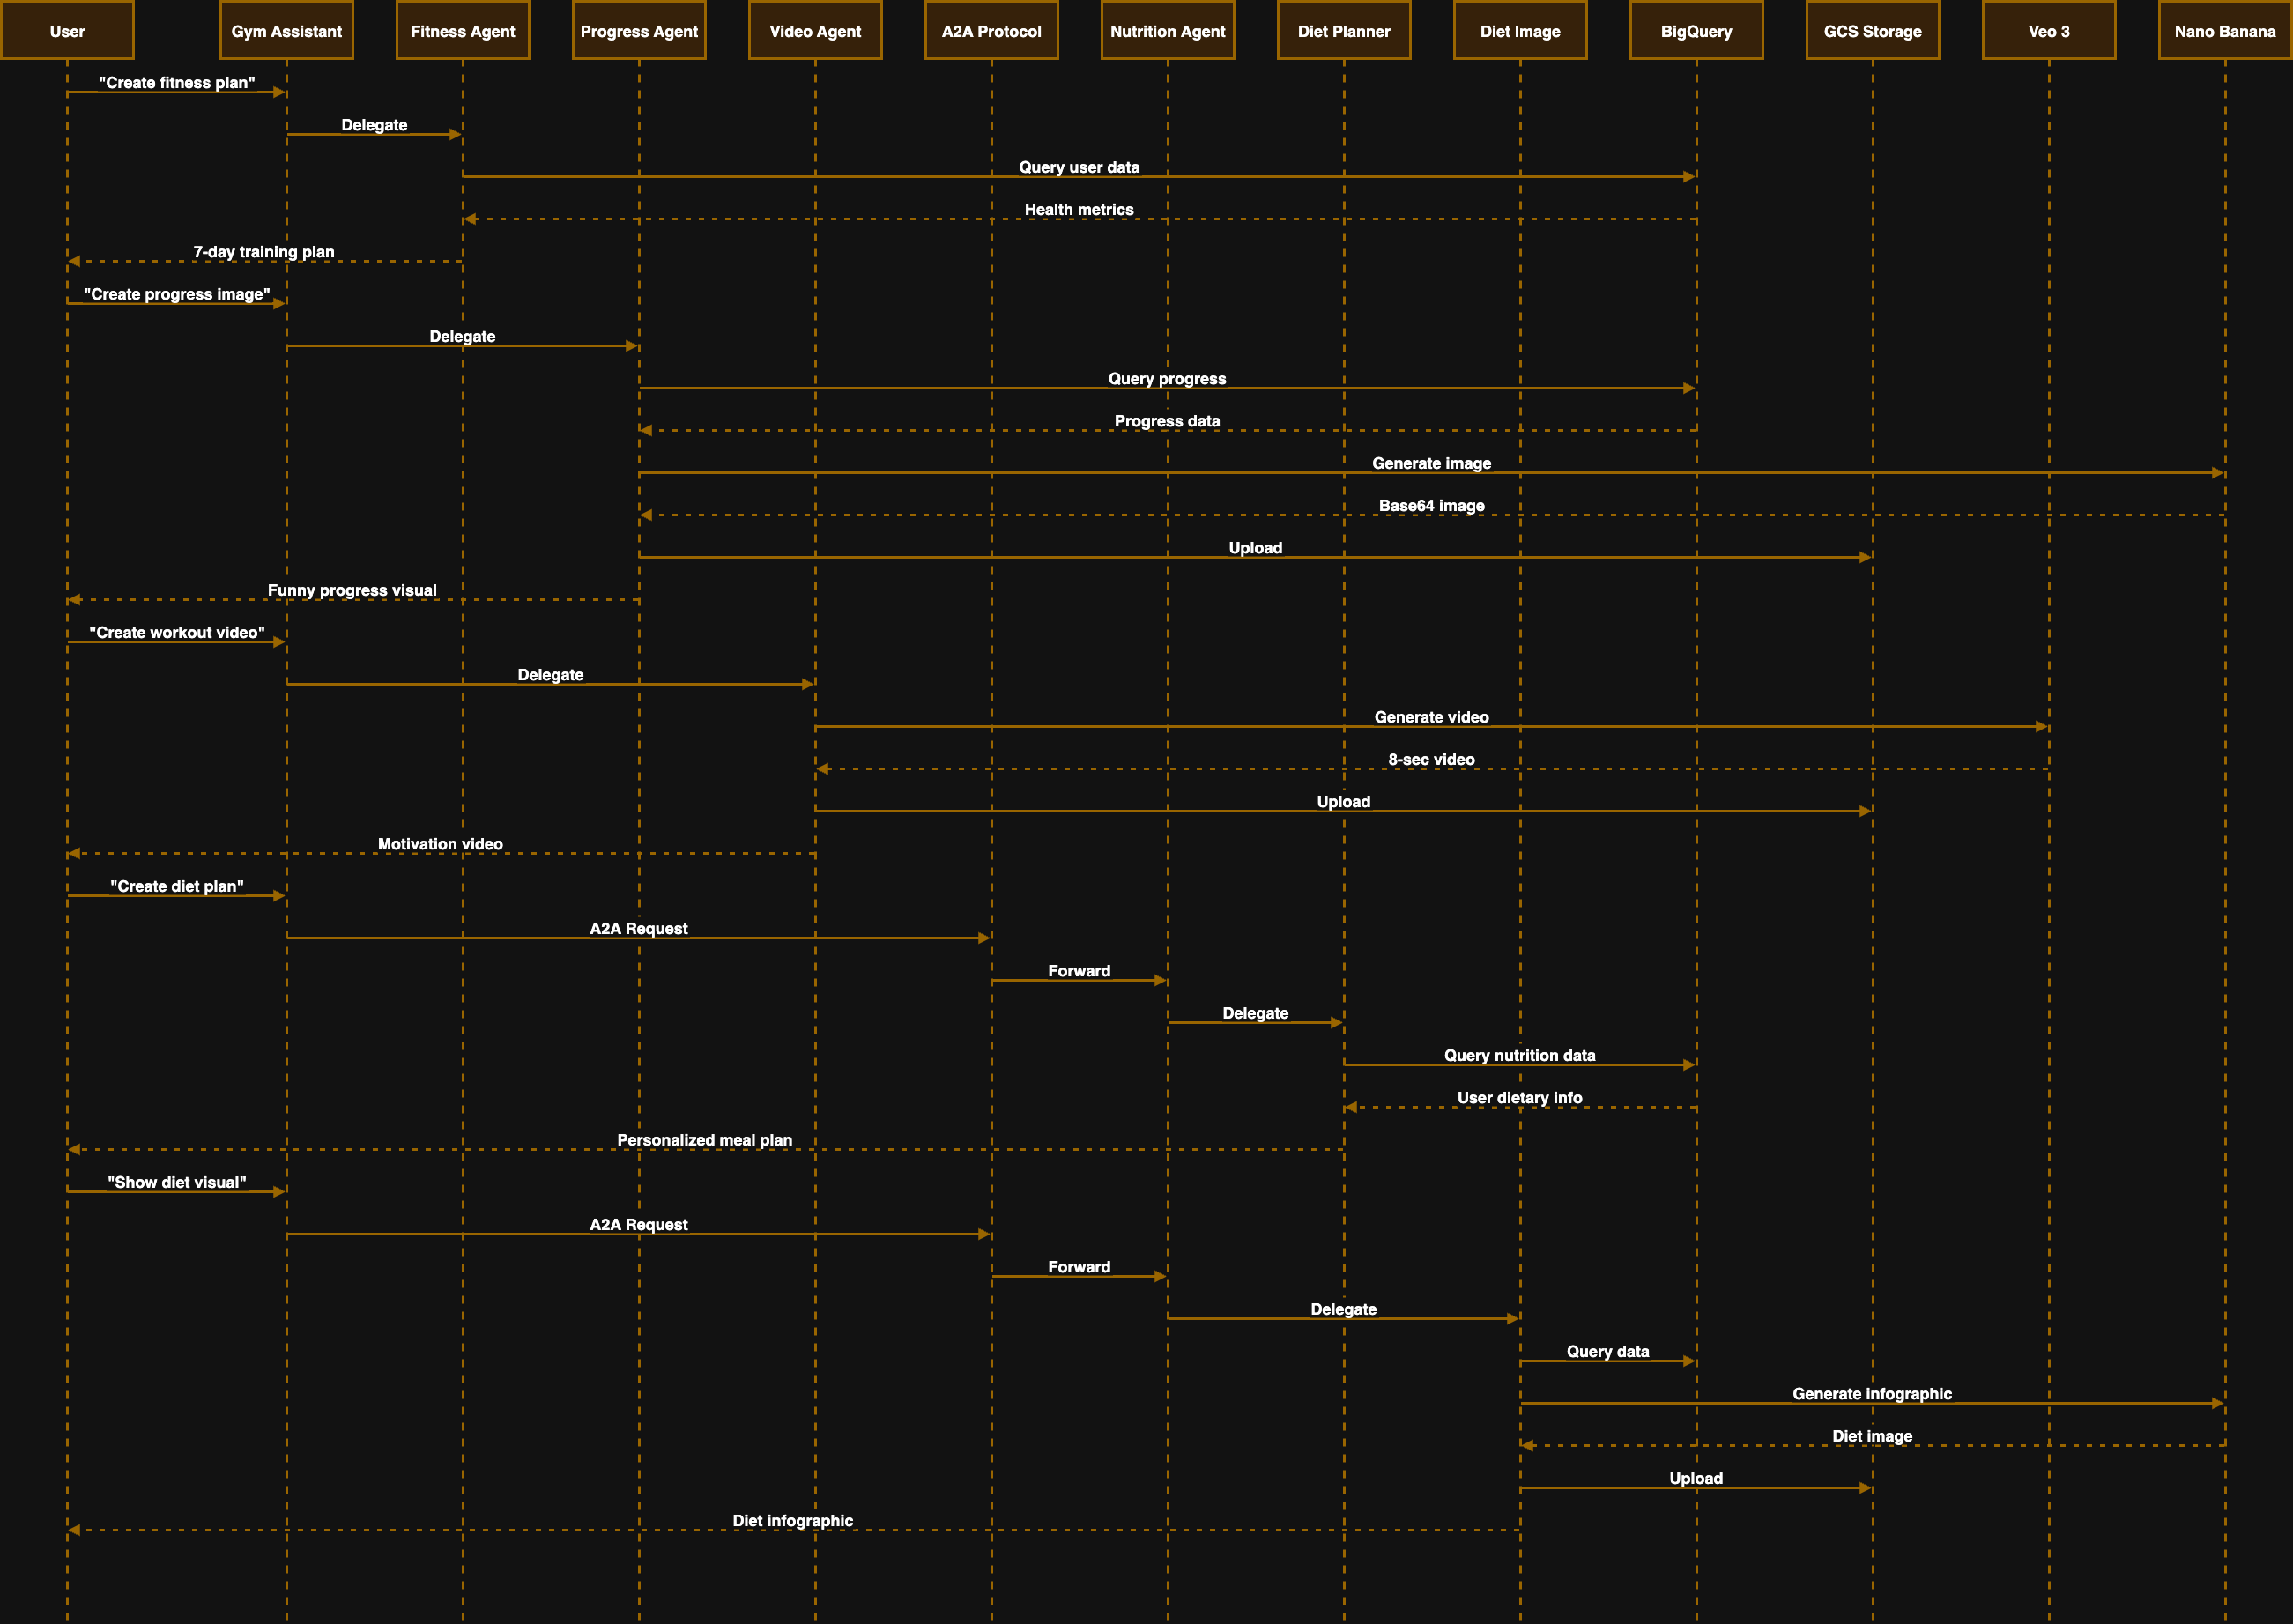 User
Gym Assistant
Fitness Agent
Progress Agent
Video Agent
A2A Protocol
Nutrition Agent
Diet Planner
Diet Image
BigQuery
GCS Storage
Veo 3
Nano Banana
"Create fitness plan"
Delegate
Query user data
Health metrics
7-day training plan
"Create progress image"
Delegate
Query progress
Progress data
Generate image
Base64 image
Upload
Funny progress visual
"Create workout video"
Delegate
Generate video
8-sec video
Upload
Motivation video
"Create diet plan"
A2A Request
Forward
Delegate
Query nutrition data
User dietary info
Personalized meal plan
"Show diet visual"
A2A Request
Forward
Delegate
Query data
Generate infographic
Diet image
Upload
Diet infographic